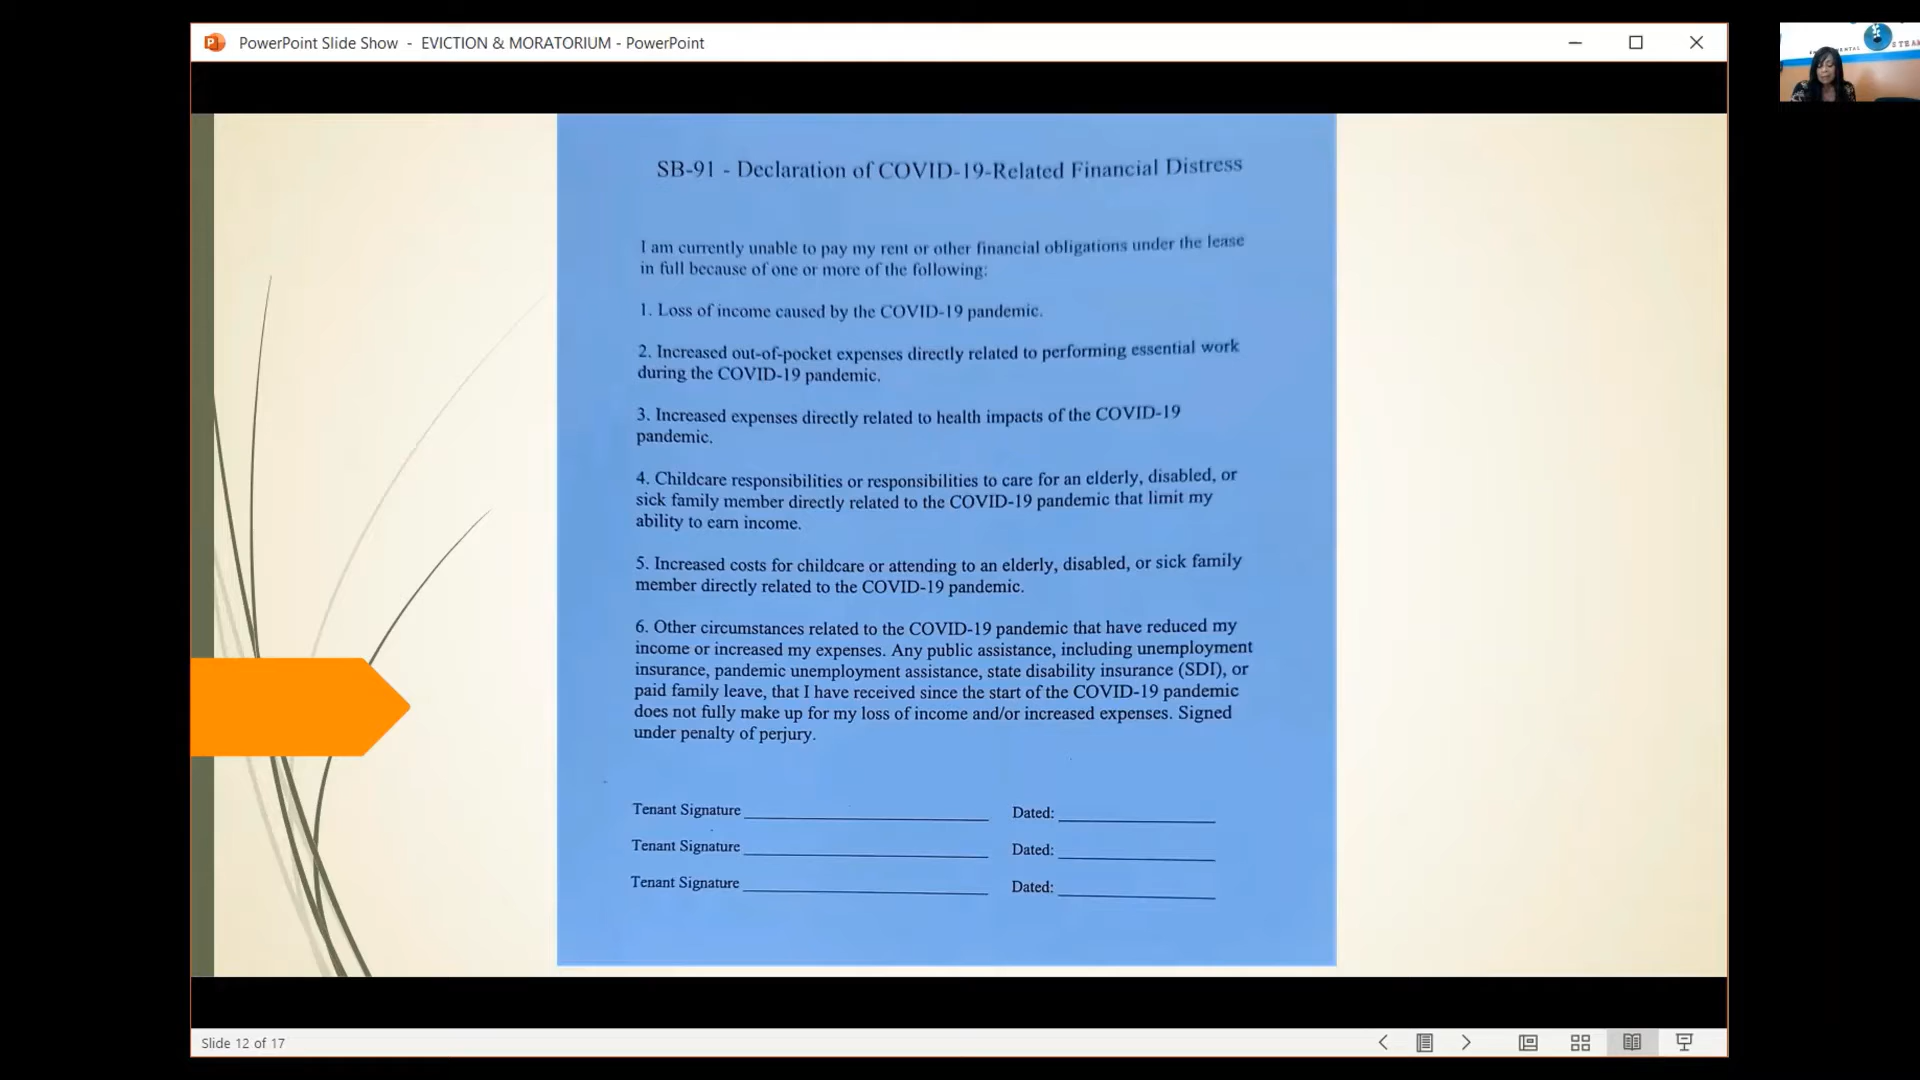 PowerPoint Slide Show - EVICTION & MORATORIUM - PowerPoint
SB-91 - Declaration of COVID-19-Related Financial Distress
I am currently unable to pay my rent or other financial obligations under the lease
in full because of one or more of the following:
1. Loss of income caused by the COVID-19 pandemic.
2. Increased out-of-pocket expenses directly related to performing essential work
during the COVID-19 pandemic.
3. Increased expenses directly related to health impacts of the COVID-19
pandemic.
4. Childcare responsibilities or responsibilities to care for an elderly, disabled, or
sick family member directly related to the COVID-19 pandemic that limit my
ability to earn income.
5. Increased costs for childcare or attending to an elderly, disabled, or sick family
member directly related to the COVID-19 pandemic.
6. Other circumstances related to the COVID-19 pandemic that have reduced my
income or increased my expenses. Any public assistance, including unemployment
insurance, pandemic unemployment assistance, state disability insurance (SDI), or
paid family leave, that I have received since the start of the COVID-19 pandemic
does not fully make up for my loss of income and/or increased expenses. Signed
under penalty of perjury.
Tenant Signature Dated:
Tenant Signature Dated:
Tenant Signature Dated:
Slide 12 of 17